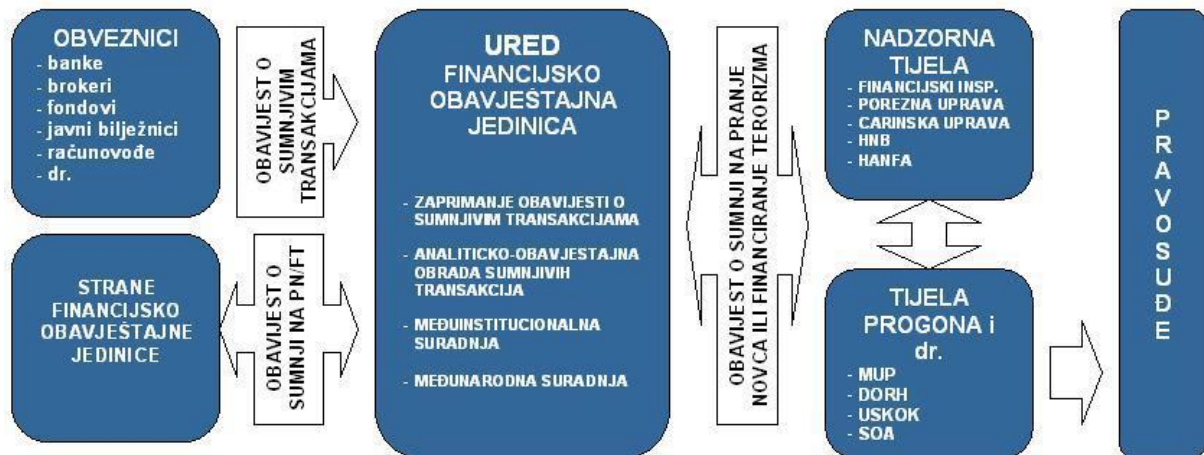 OBVEZNICI
- banke
- brokeri
- fondovi
- javni bilježnici
- računovođe
- dr.
OBAVIJEST O
SUMNJIVIM
TRANSAKCIJAMA
STRANE
FINANCIJSKO
OBAVJEŠTAJNE
JEDINICE
OBAVIJEST O
SUMNJI NA PN/FT
URED
FINANCIJSKO
OBAVJEŠTAJNA
JEDINICA
- ZAPRIMANJE OBAVIJESTI O
SUMNJIVIM TRANSAKCIJAMA
- ANALITICKO-OBAVJESTAJNA
OBRADA SUMNJIVIH
TRANSAKCIJA
- MEĐUINSTITUCIONALNA
SURADNJA
- MEĐUNARODNA SURADNJA
OBAVIJEST O SUMNJI NA PRANJE
NOVCA ILI FINANCIRANJE TERORIZMA
NADZORNA
TIJELA
- FINANCIJSKI INSP.
- POREZNA UPRAVA
- CARINSKA UPRAVA
- HNB
- HANFA
TIJELA
PROGONA i
dr.
- MUP
- DORH
- USKOK
- SOA
PRAVOSUĐE